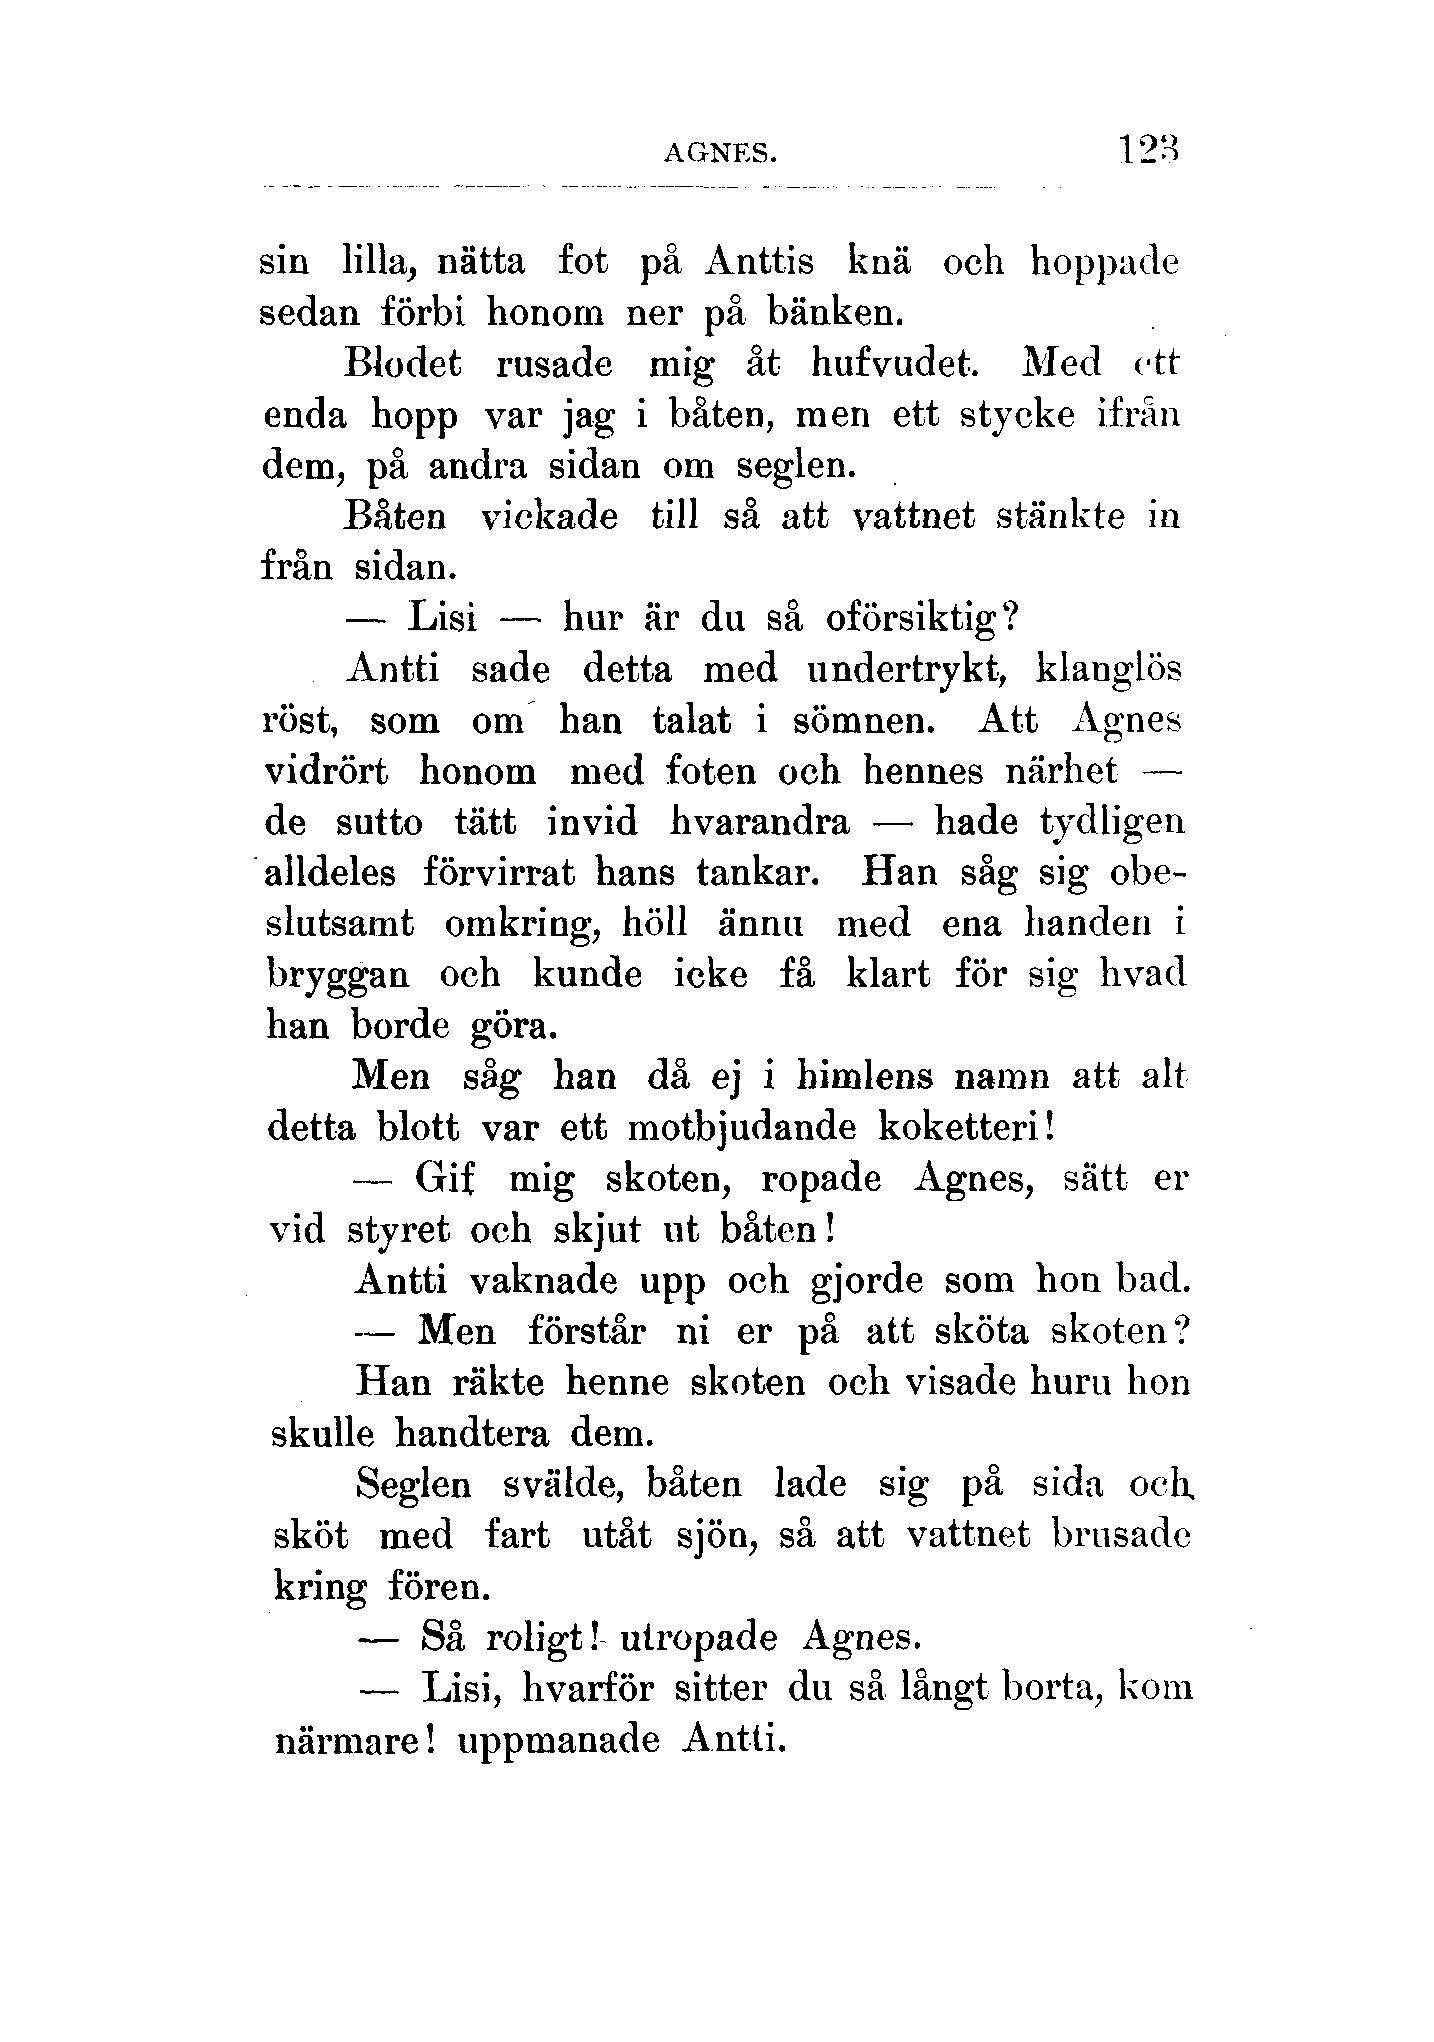 AGNES. 123
sin lilla, nätta fot på Anttis knä och hoppade
sedan förbi honom ner på bänken.
Blodet rusade mig åt hufvudet. Med ett
enda hopp var jag i båten, men ett stycke ifrån
dem, på andra sidan om seglen.
Båten vickade till så att vattnet stänkte in
från sidan.
— Lisi — hur är du så oförsiktig?
Antti sade detta med undertrykt, klanglös
röst, som om han talat i sömnen. Att Agnes
vidrört honom med foten och hennes närhet —
de sutto tätt invid hvarandra — hade tydligen
alldeles förvirrat hans tankar. Han såg sig obe-
slutsamt omkring, höll ännu med ena handen i
bryggan och kunde icke få klart för sig hvad
han borde göra.
Men såg han då ej i himlens namn att alt
detta blott var ett motbjudande koketteri!
— Gif mig skoten, ropade Agnes, sätt er
vid styret och skjut ut båten!
Antti vaknade upp och gjorde som hon bad.
— Men förstår ni er på att sköta skoten?
Han räkte henne skoten och visade huru hon
skulle handtera dem.
Seglen svälde, båten lade sig på sida och
sköt med fart utåt sjön, så att vattnet brusade
kring fören.
— Så roligt! utropade Agnes.
— Lisi, hvarför sitter du så långt borta, kom
närmare! uppmanade Antti.